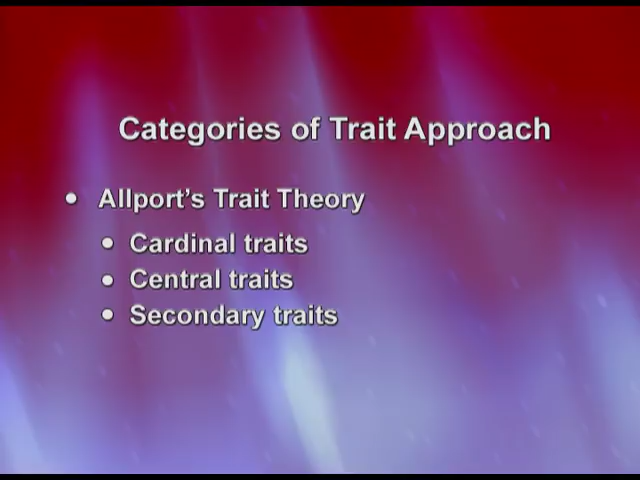 Categories of Trait Approach
• Allport's Trait Theory
• Cardinal traits
• Central traits
• Secondary traits